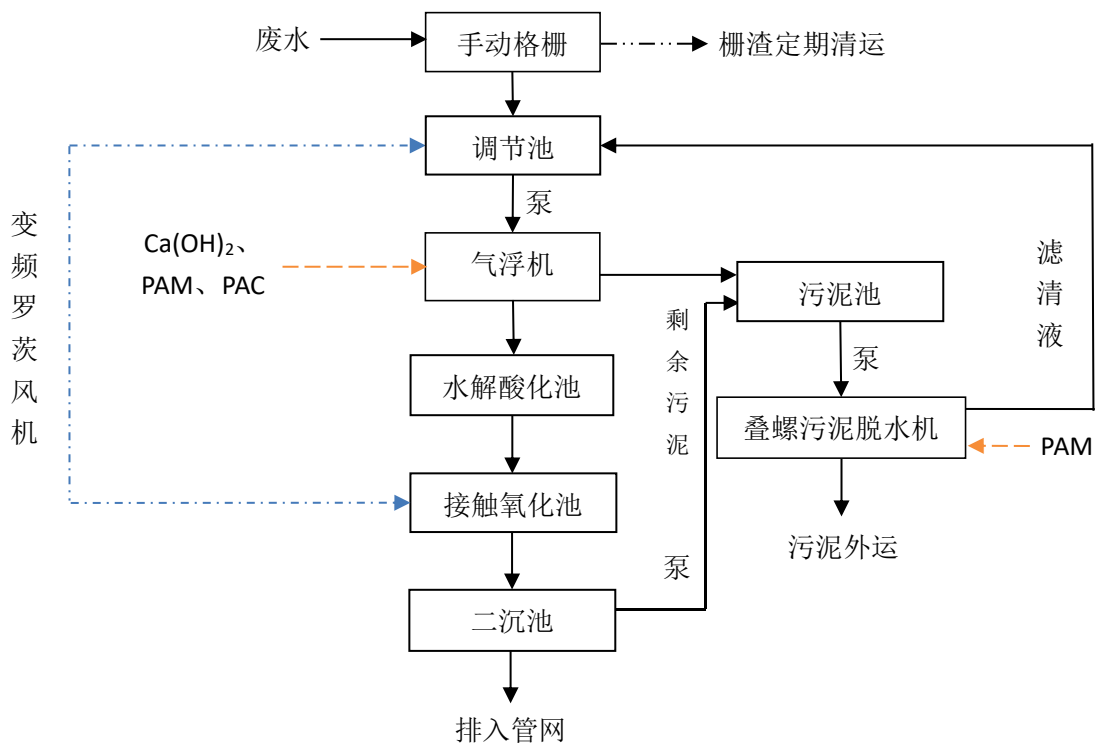 废水
手动格栅
栅渣定期清运
调节池
泵
变频罗茨风机
Ca(OH)₂、
PAM、PAC
气浮机
污泥池
滤清液
剩余污泥
泵
水解酸化池
叠螺污泥脱水机
PAM
接触氧化池
污泥外运
泵
二沉池
排入管网